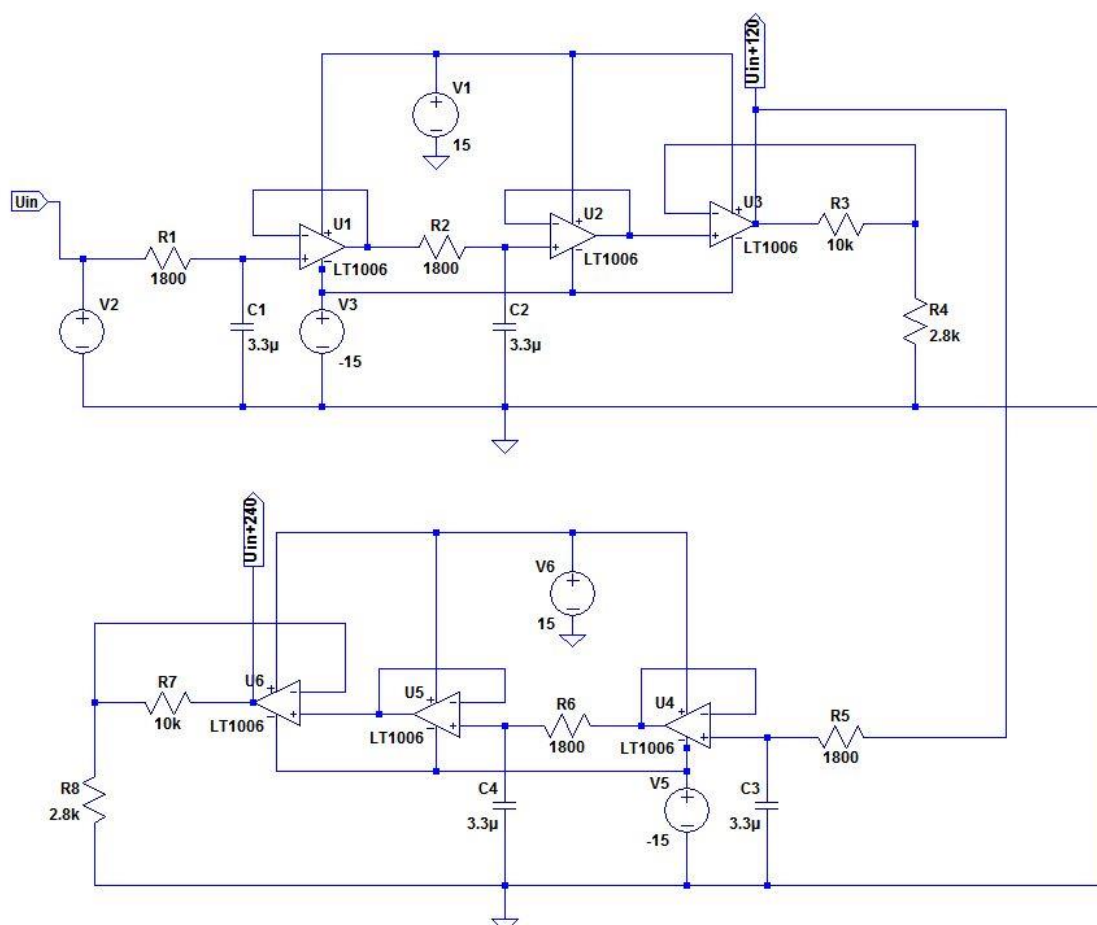 Uin+120
V1
15
U3
R3
10k
LT1006
U2
LT1006
Uin
R1
1800
U1
LT1006
R2
1800
V2
C1
3.3µ
V3
-15
C2
3.3µ
R4
2.8k
Uin+240
V6
15
U6
R7
10k
LT1006
U5
LT1006
R6
1800
U4
LT1006
R5
1800
R8
2.8k
C4
3.3µ
V5
-15
C3
3.3µ